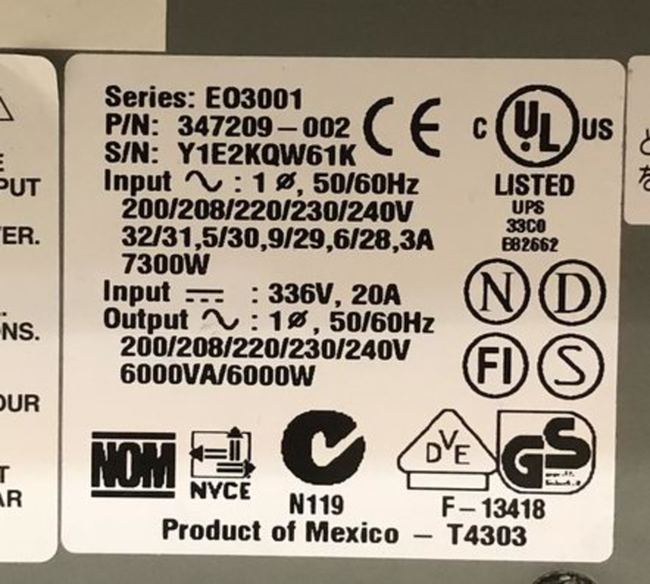 Series: EO3001
P/N: 347209-002
S/N: Y1E2KQW61K
Input ∿ : 1 ø, 50/60Hz
200/208/220/230/240V
32/31,5/30,9/29,6/28,3A
7300W
Input ⎓ : 336V, 20A
Output ∿ : 1ø, 50/60Hz
200/208/220/230/240V
6000VA/6000W
CE
C UL US
LISTED
UPS
33C0
E82662
N D
FI S
NOM
NYCE
N119
DVE
GS
F-13418
Product of Mexico - T4303
PUT
ER.
NS.
OUR
T
AR